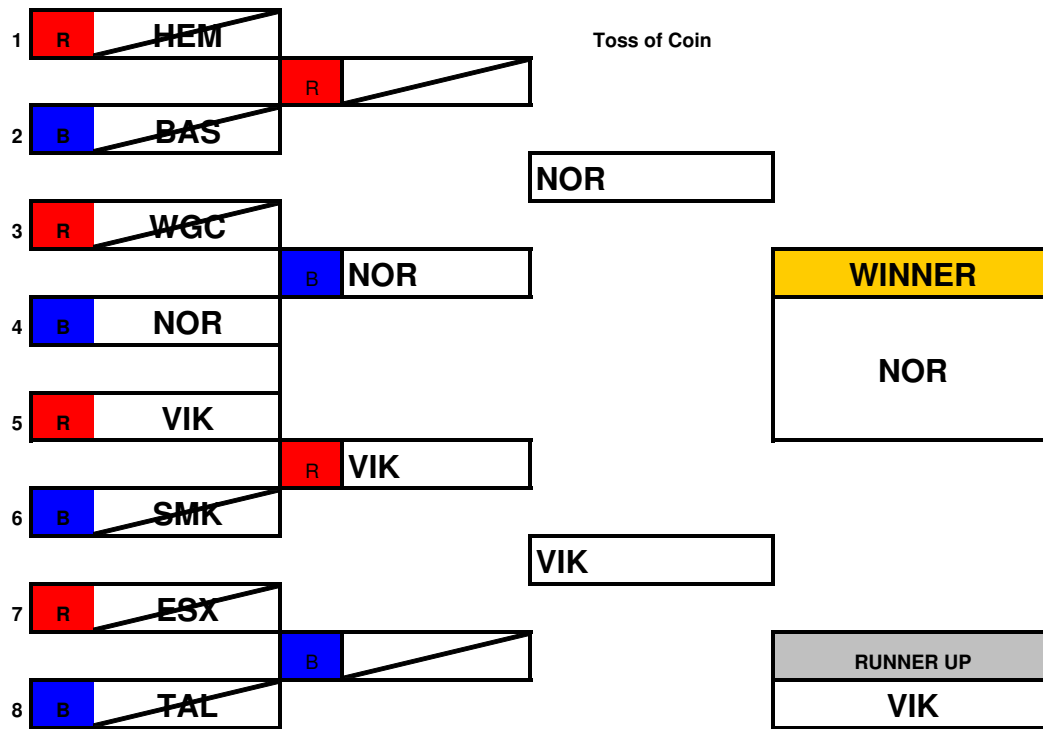 1 R HEM
Toss of Coin
R
2 B BAS
NOR
3 R WGC
B NOR
WINNER
4 B NOR
NOR
5 R VIK
R VIK
6 B SMK
VIK
7 R ESX
B
RUNNER UP
8 B TAL
VIK